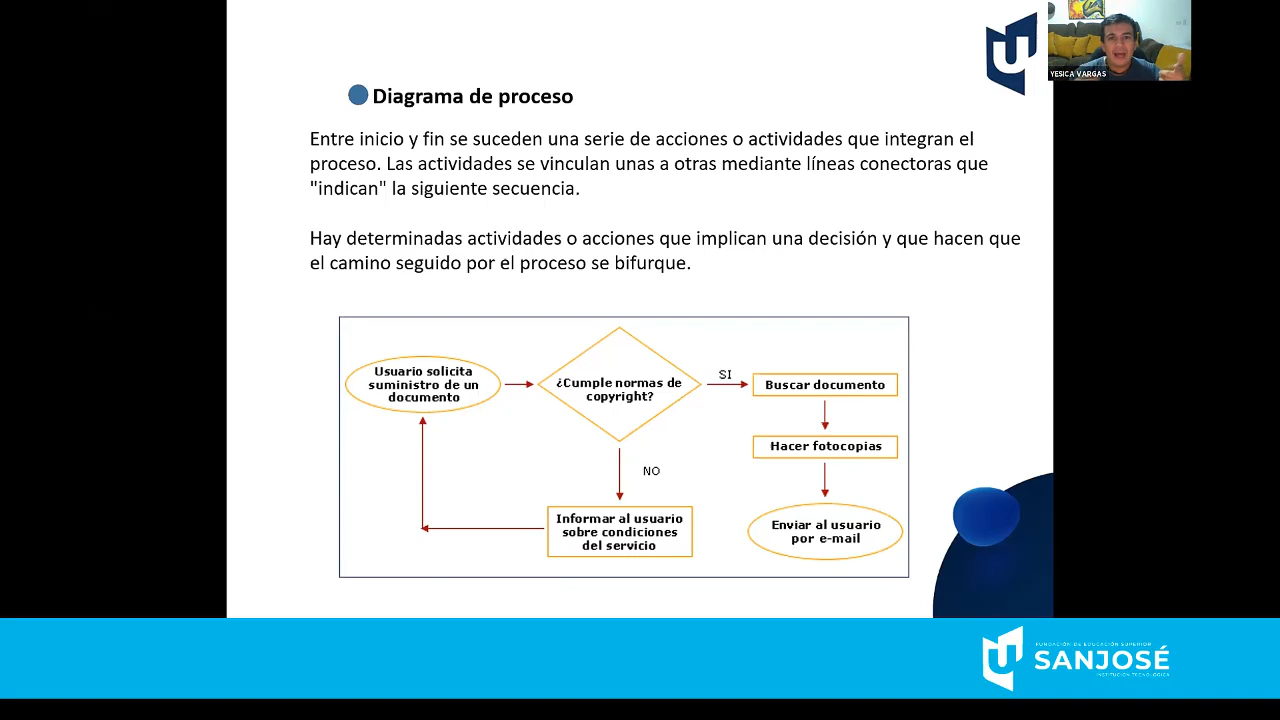 YESICA VARGAS
Diagrama de proceso
Entre inicio y fin se suceden una serie de acciones o actividades que integran el
proceso. Las actividades se vinculan unas a otras mediante líneas conectoras que
"indican" la siguiente secuencia.
Hay determinadas actividades o acciones que implican una decisión y que hacen que
el camino seguido por el proceso se bifurque.
Usuario solicita
suministro de un
documento
¿Cumple normas de
copyright?
SI
Buscar documento
Hacer fotocopias
NO
Informar al usuario
sobre condiciones
del servicio
Enviar al usuario
por e-mail
FUNDACIÓN DE EDUCACIÓN SUPERIOR
SANJOSÉ
INSTITUCIÓN TECNOLÓGICA